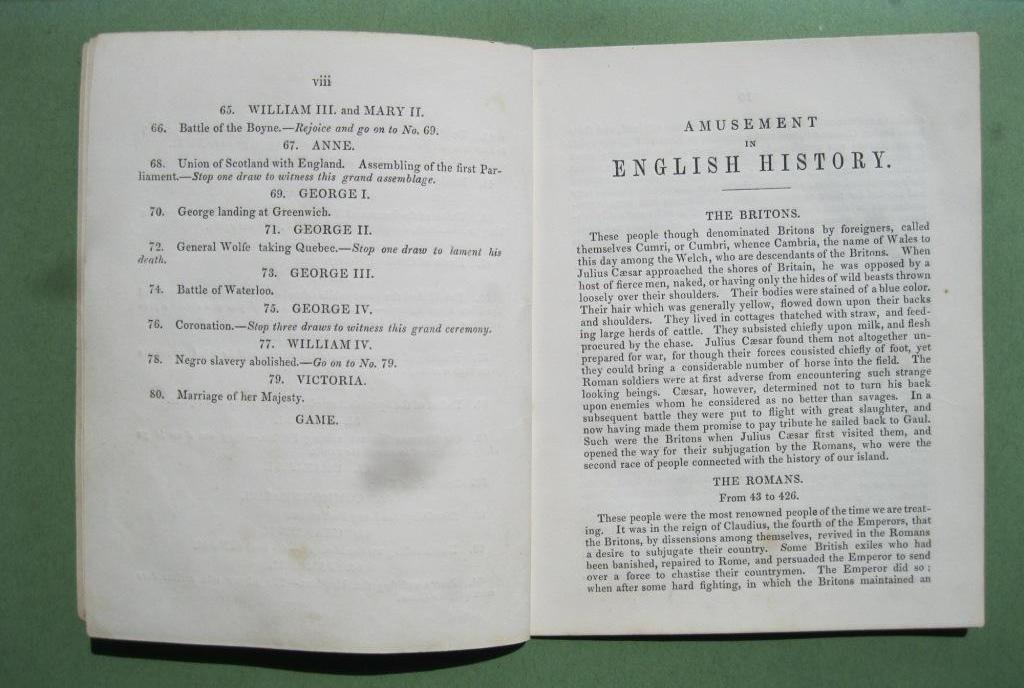 viii
65. WILLIAM III. and MARY II.
66. Battle of the Boyne.—Rejoice and go on to No. 69.
67. ANNE.
68. Union of Scotland with England. Assembling of the first Par-
liament.—Stop one draw to witness this grand assemblage.
69. GEORGE I.
70. George landing at Greenwich.
71. GEORGE II.
72. General Wolfe taking Quebec.—Stop one draw to lament his
death.
73. GEORGE III.
74. Battle of Waterloo.
75. GEORGE IV.
76. Coronation.—Stop three draws to witness this grand ceremony.
77. WILLIAM IV.
78. Negro slavery abolished.—Go on to No. 79.
79. VICTORIA.
80. Marriage of her Majesty.
GAME.
AMUSEMENT
IN
ENGLISH HISTORY.
THE BRITONS.
These people though denominated Britons by foreigners, called
themselves Cumri, or Cumbri, whence Cambria, the name of Wales to
this day among the Welch, who are descendants of the Britons. When
Julius Cæsar approached the shores of Britain, he was opposed by a
host of fierce men, naked, or having only the hides of wild beasts thrown
loosely over their shoulders. Their bodies were stained of a blue color.
Their hair which was generally yellow, flowed down upon their backs
and shoulders. They lived in cottages thatched with straw, and feed-
ing large herds of cattle. They subsisted chiefly upon milk, and flesh
procured by the chase. Julius Cæsar found them not altogether un-
prepared for war, for though their forces cousisted chiefly of foot, yet
they could bring a considerable number of horse into the field. The
Roman soldiers were at first adverse from encountering such strange
looking beings. Cæsar, however, determined not to turn his back
upon enemies whom he considered as no better than savages. In a
subsequent battle they were put to flight with great slaughter, and
now having made them promise to pay tribute he sailed back to Gaul.
Such were the Britons when Julius Cæsar first visited them, and
opened the way for their subjugation by the Romans, who were the
second race of people connected with the history of our island.
THE ROMANS.
From 43 to 426.
These people were the most renowned people of the time we are treat-
ing. It was in the reign of Claudius, the fourth of the Emperors, that
the Britons, by dissensions among themselves, revived in the Romans
a desire to subjugate their country. Some British exiles who had
been banished, repaired to Rome, and persuaded the Emperor to send
over a force to chastise their countrymen. The Emperor did so;
when after some hard fighting, in which the Britons maintained an